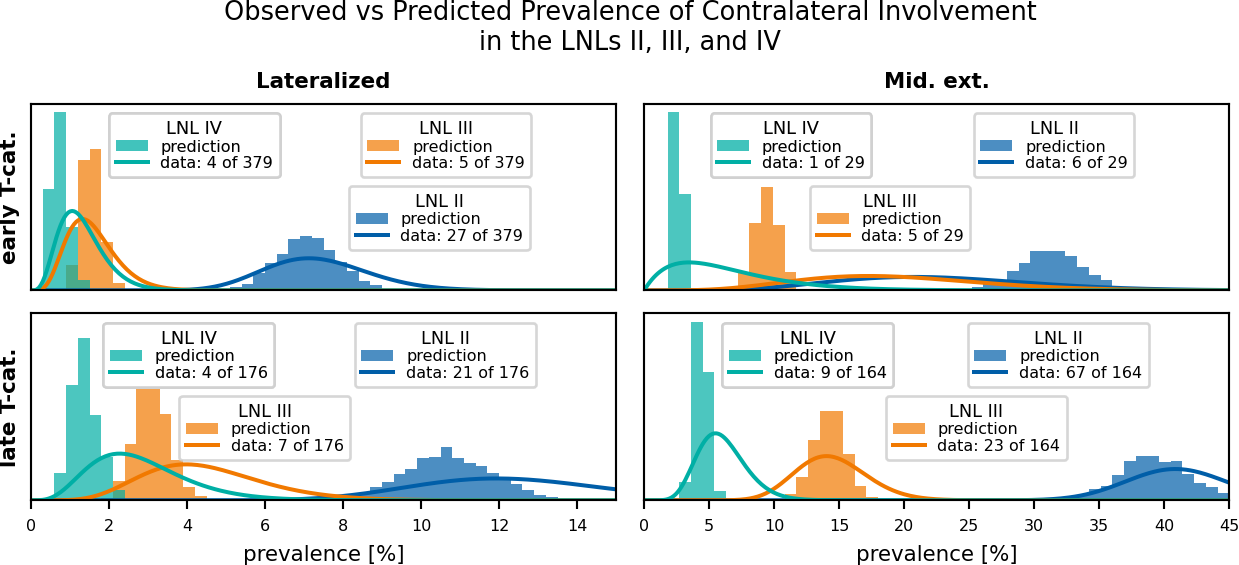 Observed vs Predicted Prevalence of Contralateral Involvement
in the LNLs II, III, and IV
Lateralized
Mid. ext.
early T-cat.
LNL IV
prediction
data: 4 of 379
LNL III
prediction
data: 5 of 379
LNL II
prediction
data: 27 of 379
LNL IV
prediction
data: 1 of 29
LNL II
prediction
data: 6 of 29
LNL III
prediction
data: 5 of 29
late T-cat.
LNL IV
prediction
data: 4 of 176
LNL II
prediction
data: 21 of 176
LNL III
prediction
data: 7 of 176
LNL IV
prediction
data: 9 of 164
LNL II
prediction
data: 67 of 164
LNL III
prediction
data: 23 of 164
0 2 4 6 8 10 12 14
0 5 10 15 20 25 30 35 40 45
prevalence [%]
prevalence [%]